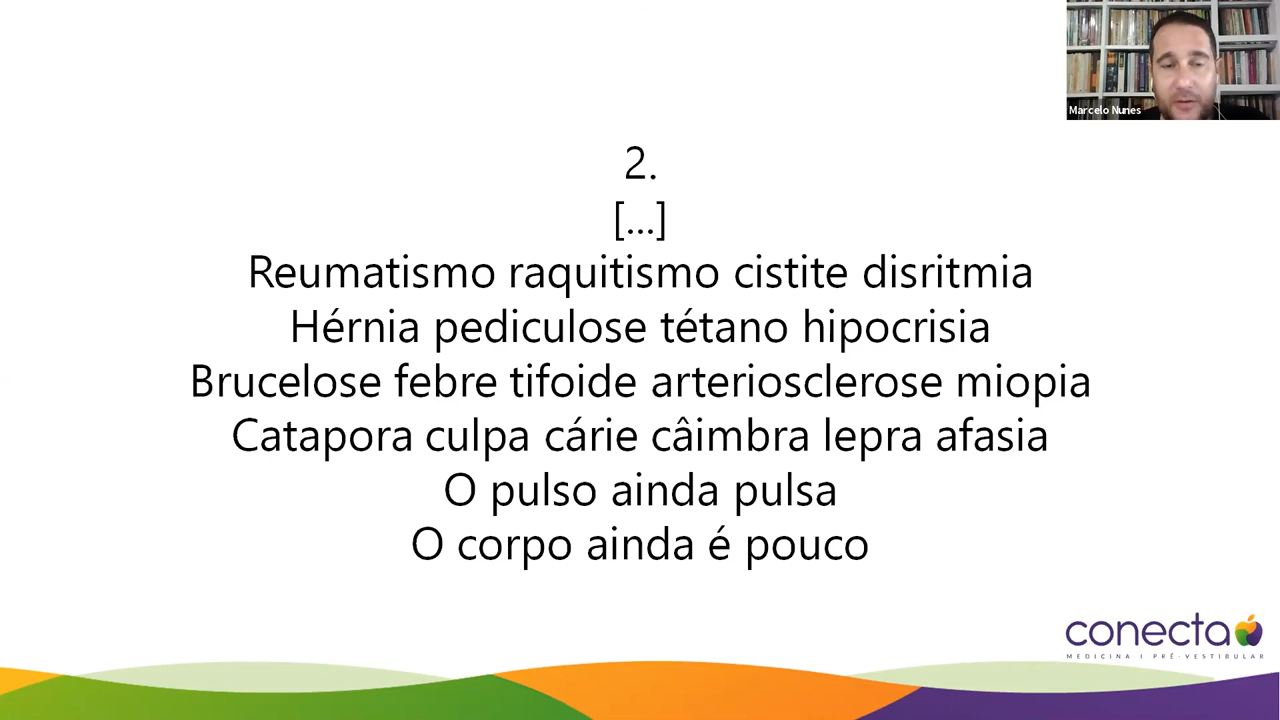 Marcelo Nunes
2.
[...]
Reumatismo raquitismo cistite disritmia
Hérnia pediculose tétano hipocrisia
Brucelose febre tifoide arteriosclerose miopia
Catapora culpa cárie câimbra lepra afasia
O pulso ainda pulsa
O corpo ainda é pouco
conecta
MEDICINA I PRÉ-VESTIBULAR